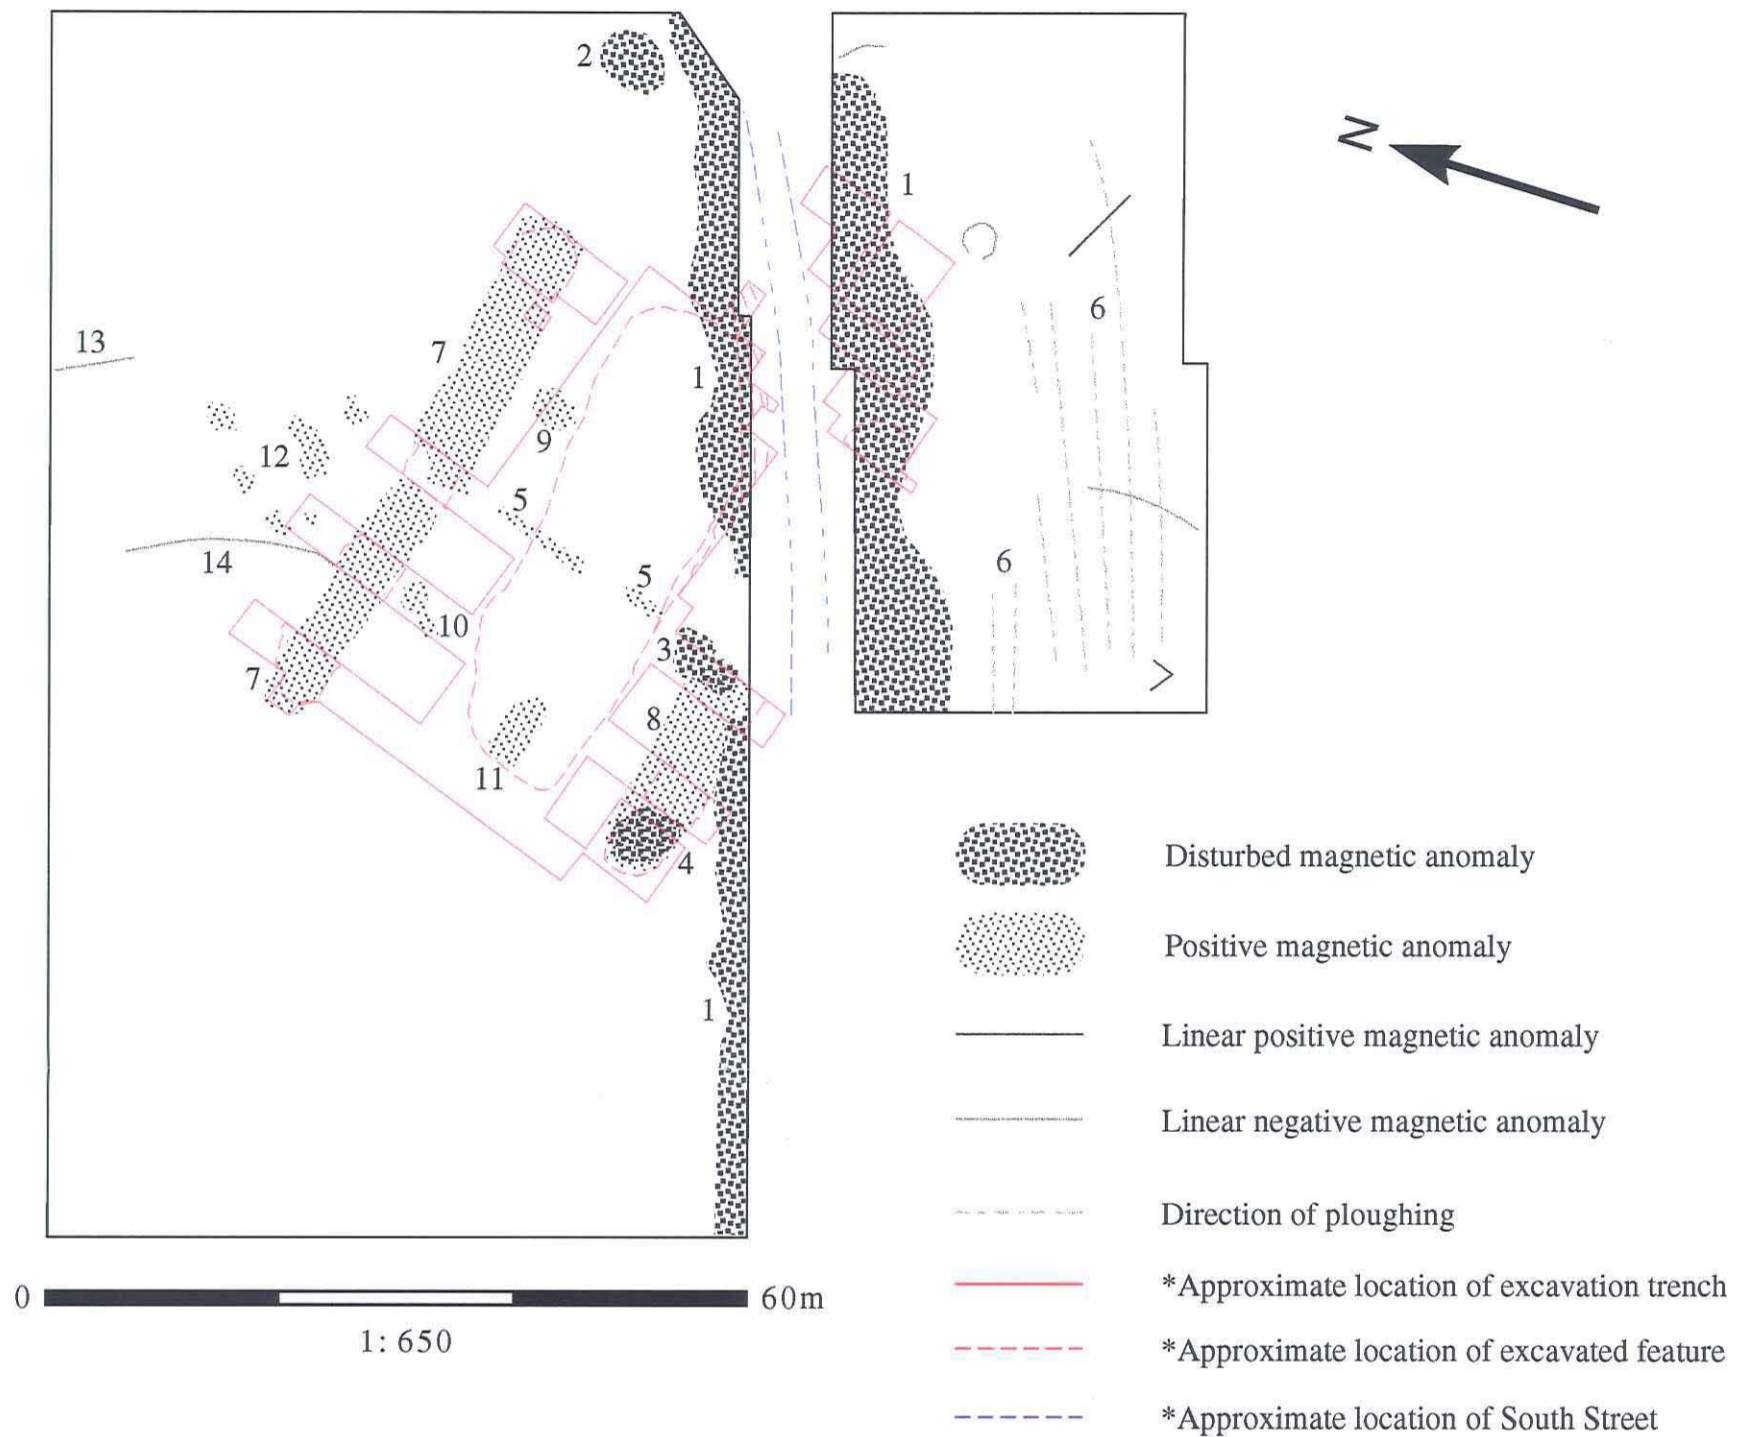 2
N
1
13
7
6
1
9
12
5
14
5
6
10
3
7
8
11
4
1
Disturbed magnetic anomaly
Positive magnetic anomaly
Linear positive magnetic anomaly
Linear negative magnetic anomaly
Direction of ploughing
*Approximate location of excavation trench
*Approximate location of excavated feature
*Approximate location of South Street
0 60m
1: 650